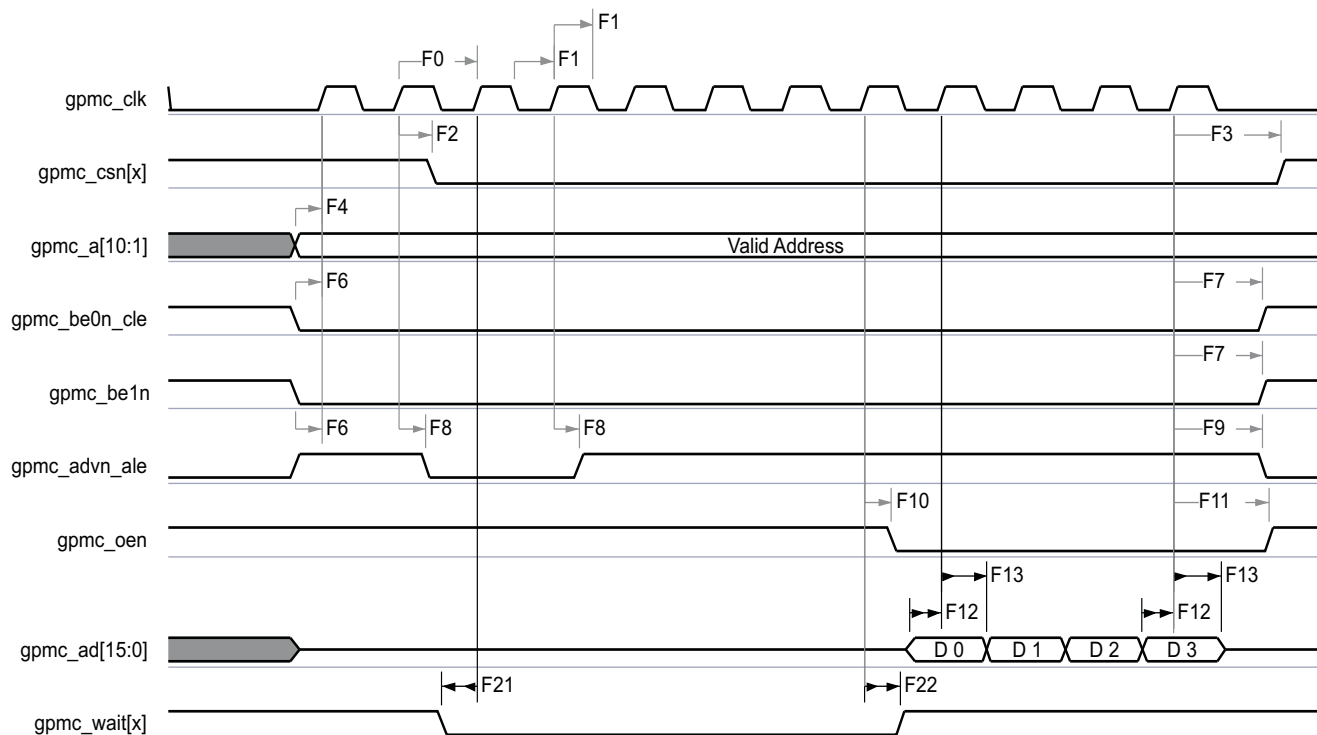 F1
F0 F1
gpmc_clk
F2 F3
gpmc_csn[x]
F4
gpmc_a[10:1] Valid Address
F6 F7
gpmc_be0n_cle
F7
gpmc_be1n
F6 F8 F8 F9
gpmc_advn_ale
F10 F11
gpmc_oen
F13 F13
F12 F12
gpmc_ad[15:0] D 0 D 1 D 2 D 3
F21 F22
gpmc_wait[x]